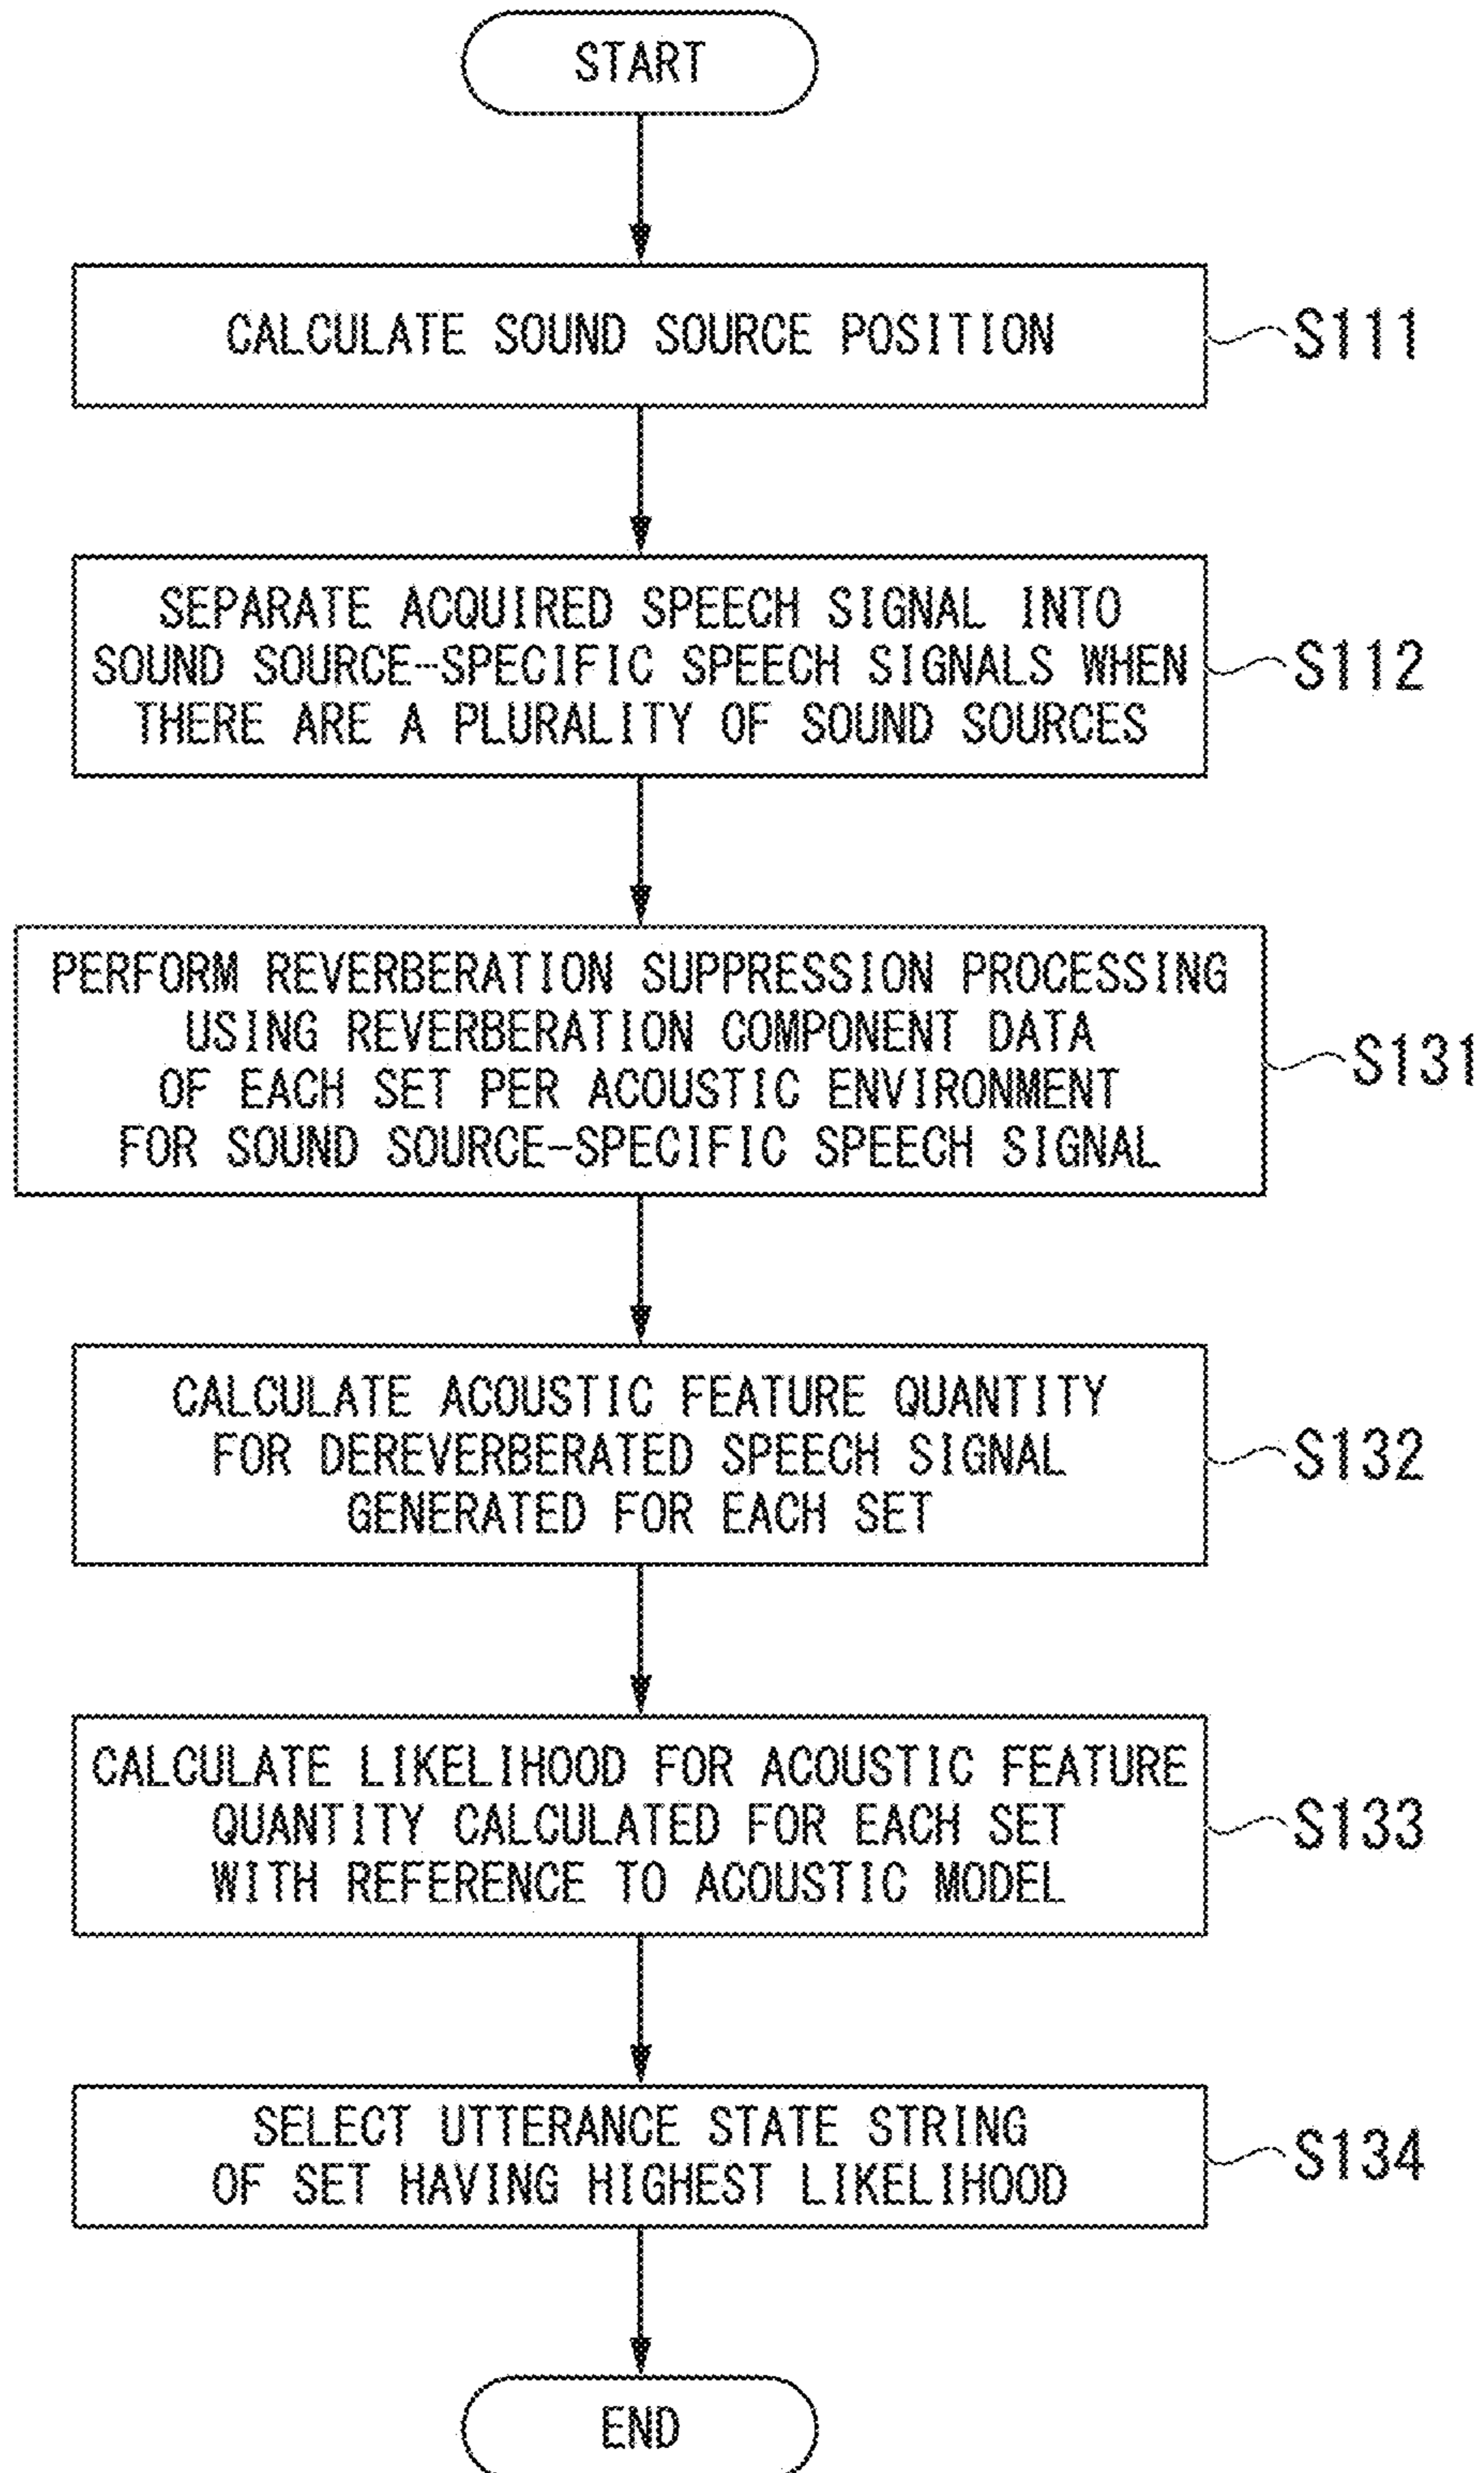 START
CALCULATE SOUND SOURCE POSITION
S111
SEPARATE ACQUIRED SPEECH SIGNAL INTO
SOUND SOURCE-SPECIFIC SPEECH SIGNALS WHEN
THERE ARE A PLURALITY OF SOUND SOURCES
S112
PERFORM REVERBERATION SUPPRESSION PROCESSING
USING REVERBERATION COMPONENT DATA
OF EACH SET PER ACOUSTIC ENVIRONMENT
FOR SOUND SOURCE-SPECIFIC SPEECH SIGNAL
S131
CALCULATE ACOUSTIC FEATURE QUANTITY
FOR DEREVERBERATED SPEECH SIGNAL
GENERATED FOR EACH SET
S132
CALCULATE LIKELIHOOD FOR ACOUSTIC FEATURE
QUANTITY CALCULATED FOR EACH SET
WITH REFERENCE TO ACOUSTIC MODEL
S133
SELECT UTTERANCE STATE STRING
OF SET HAVING HIGHEST LIKELIHOOD
S134
END